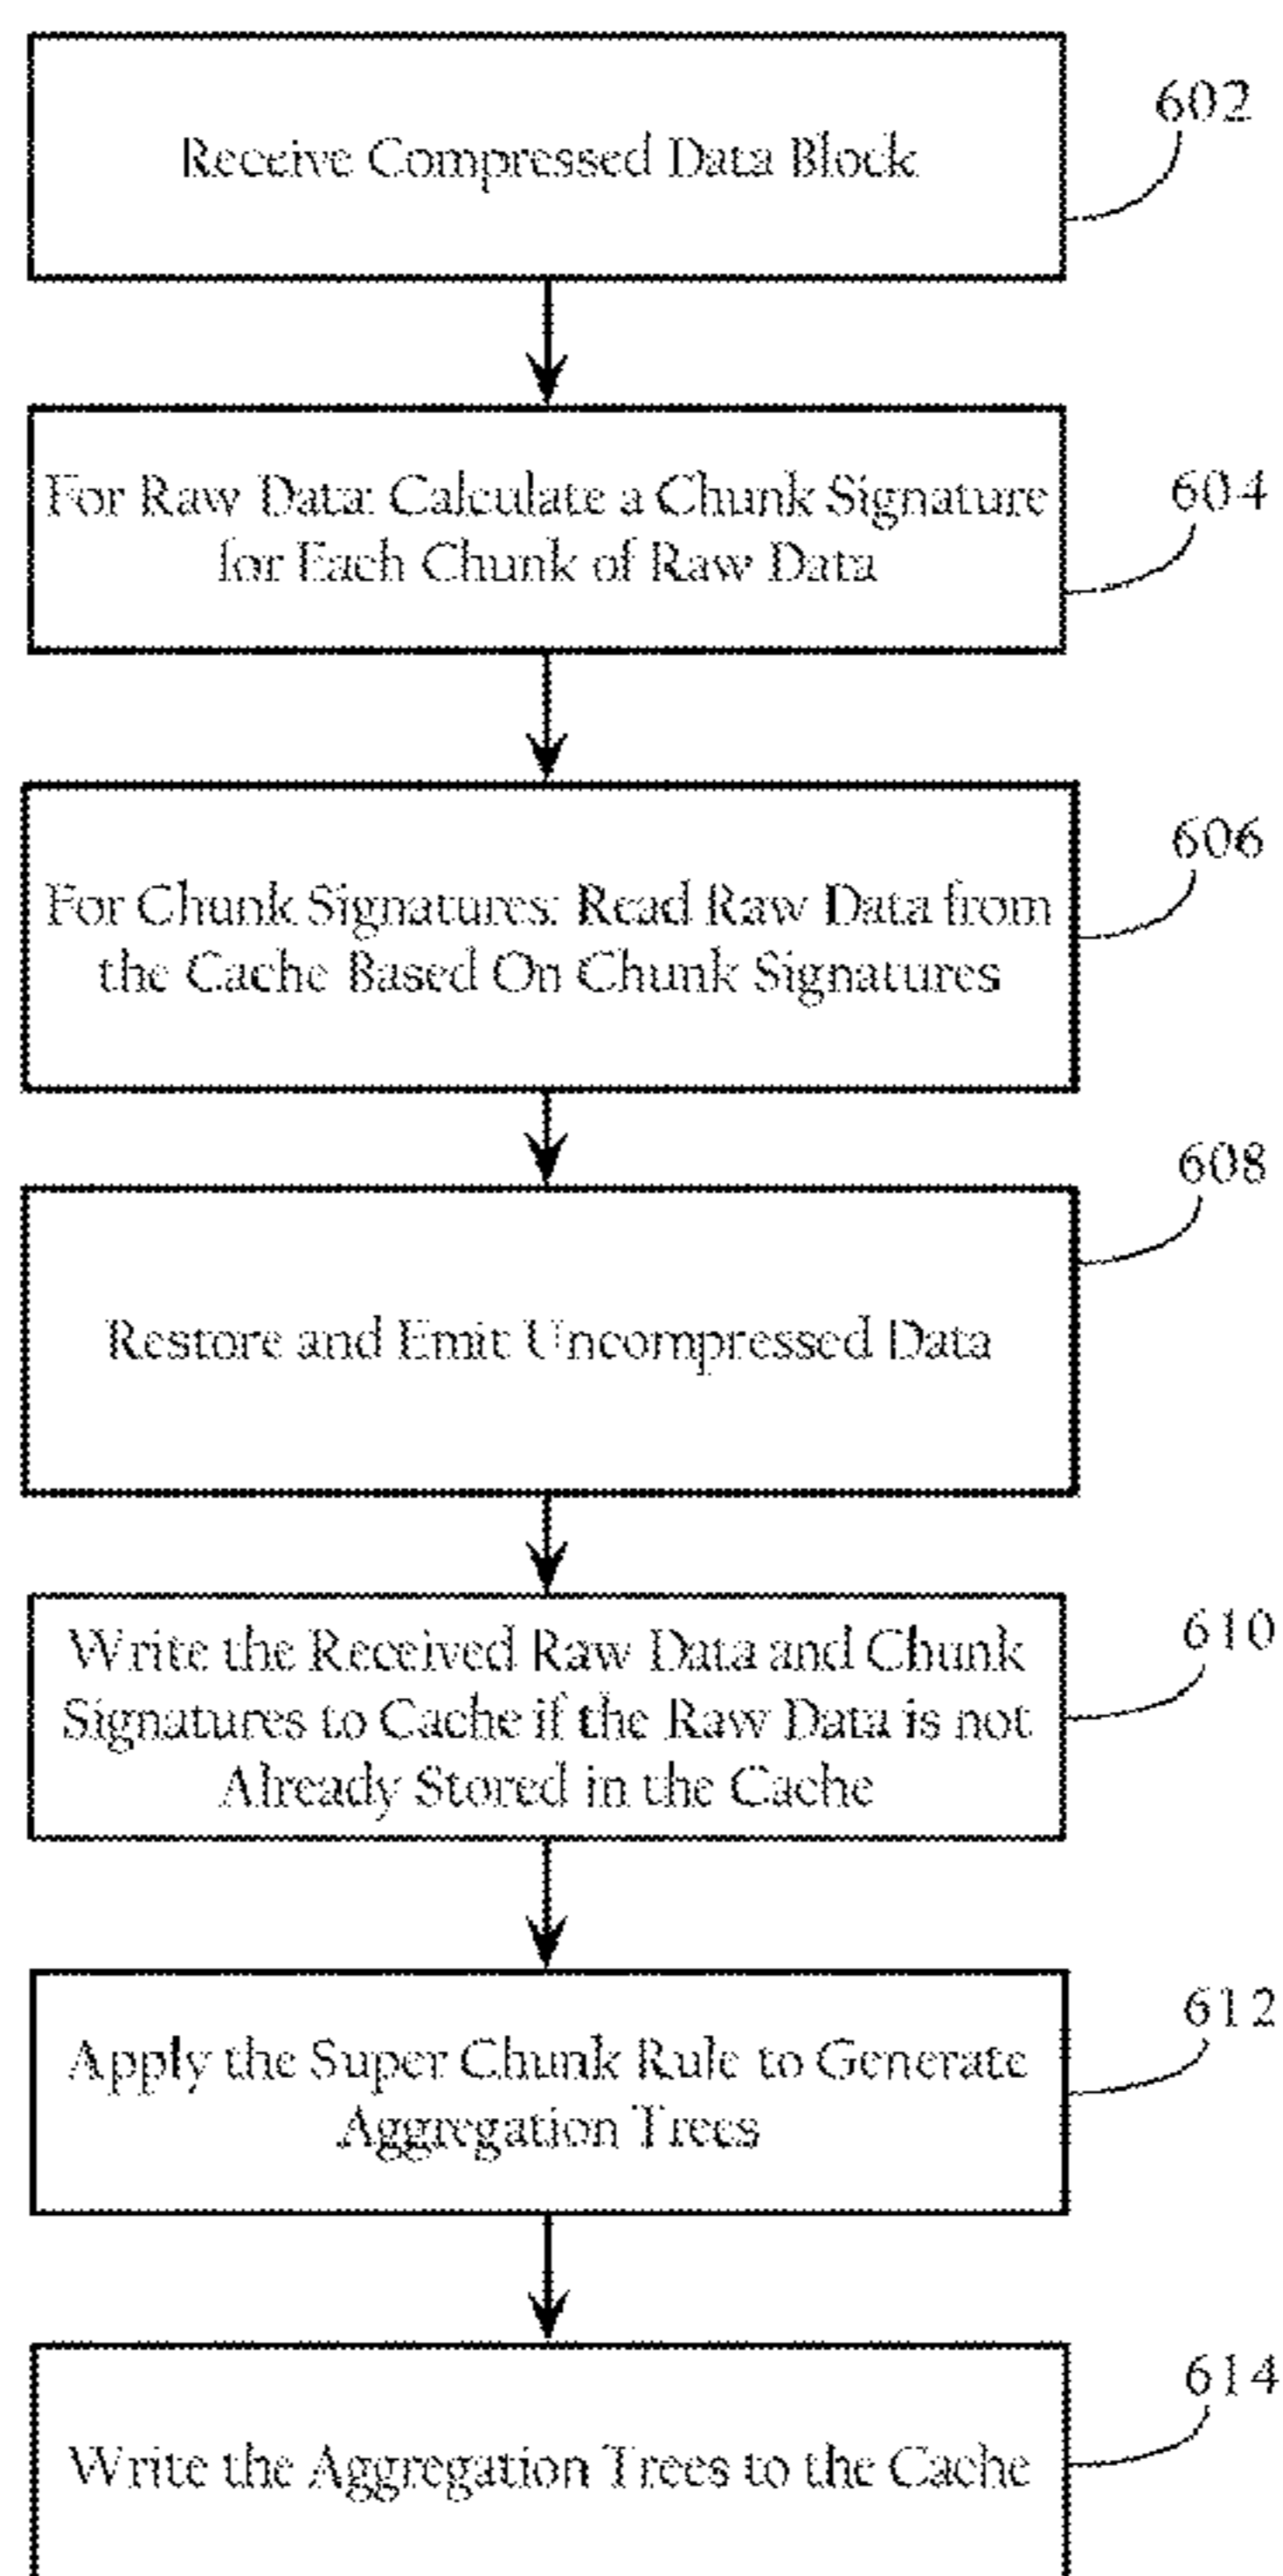 Receive Compressed Data Block
602
For Raw Data: Calculate a Chunk Signature
for Each Chunk of Raw Data
604
For Chunk Signatures: Read Raw Data from
the Cache Based On Chunk Signatures
606
Restore and Emit Uncompressed Data
608
Write the Received Raw Data and Chunk
Signatures to Cache if the Raw Data is not
Already Stored in the Cache
610
Apply the Super Chunk Rule to Generate
Aggregation Trees
612
Write the Aggregation Trees to the Cache
614